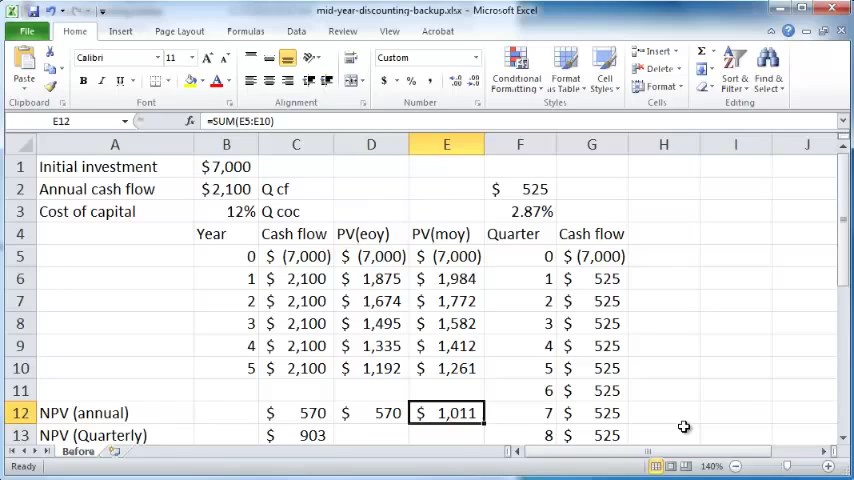 mid-year-discounting-backup.xlsx - Microsoft Excel
File Home Insert Page Layout Formulas Data Review View
Calibri 11 A A Custom Insert Σ
Paste B I U A $ % , .00 Conditional Formatting Format as Table Cell Styles Delete Format Sort & Filter Find & Select
Clipboard Font Alignment Number Styles Cells Editing
E12 fx =SUM(E5:E10)
A B C D E F G H I J
1 Initial investment $7,000
2 Annual cash flow $2,100 Q cf $ 525
3 Cost of capital 12% Q coc 2.87%
4 Year Cash flow PV(eoy) PV(moy) Quarter Cash flow
5 0 $ (7,000) $ (7,000) $ (7,000) 0 $ (7,000)
6 1 $ 2,100 $ 1,875 $ 1,984 1 $ 525
7 2 $ 2,100 $ 1,674 $ 1,772 2 $ 525
8 3 $ 2,100 $ 1,495 $ 1,582 3 $ 525
9 4 $ 2,100 $ 1,335 $ 1,412 4 $ 525
10 5 $ 2,100 $ 1,192 $ 1,261 5 $ 525
11 6 $ 525
12 NPV (annual) $ 570 $ 570 $ 1,011 7 $ 525
13 NPV (Quarterly) $ 903 8 $ 525
Before
Ready 140%